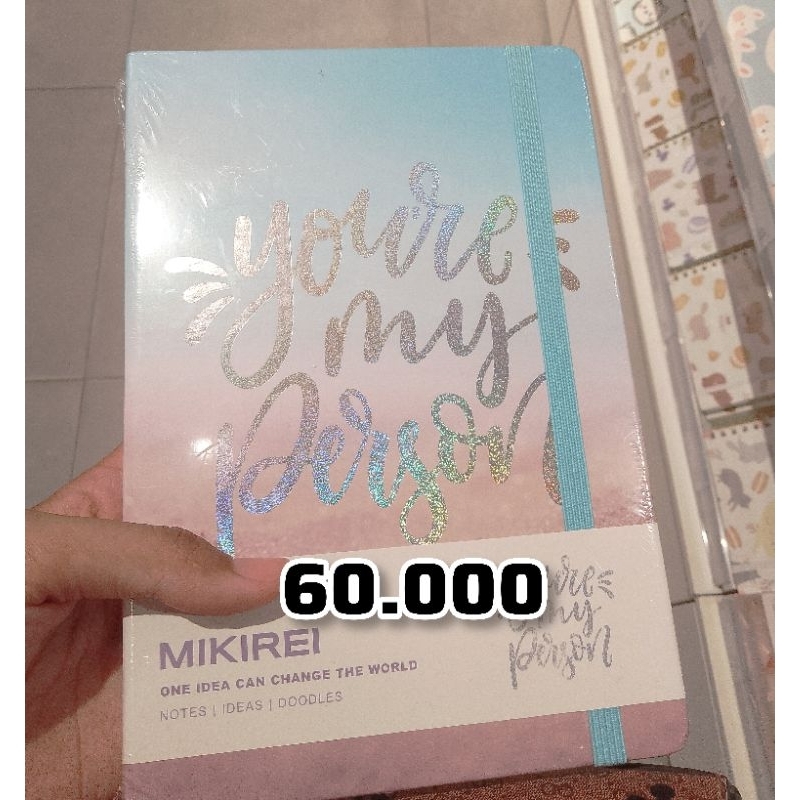 you're
my
person
60.000
you're
my
person
MIKIREI
ONE IDEA CAN CHANGE THE WORLD
NOTES | IDEAS | DOODLES